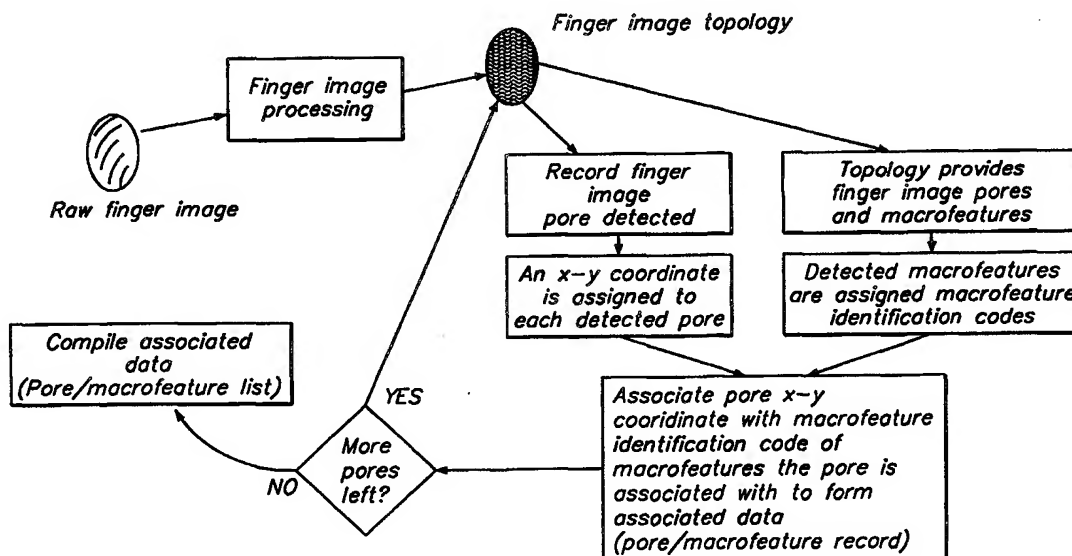 Finger image topology
Finger image
processing
Raw finger image
Record finger
image
pore detected
Topology provides
finger image pores
and macrofeatures
An x-y coordinate
is assigned to
each detected pore
Detected macrofeatures
are assigned macrofeature
identification codes
Compile associated
data
(Pore/macrofeature list)
YES
More
pores
left?
NO
Associate pore x-y
cooridinate with macrofeature
identification code of
macrofeatures the pore is
associated with to form
associated data
(pore/macrofeature record)